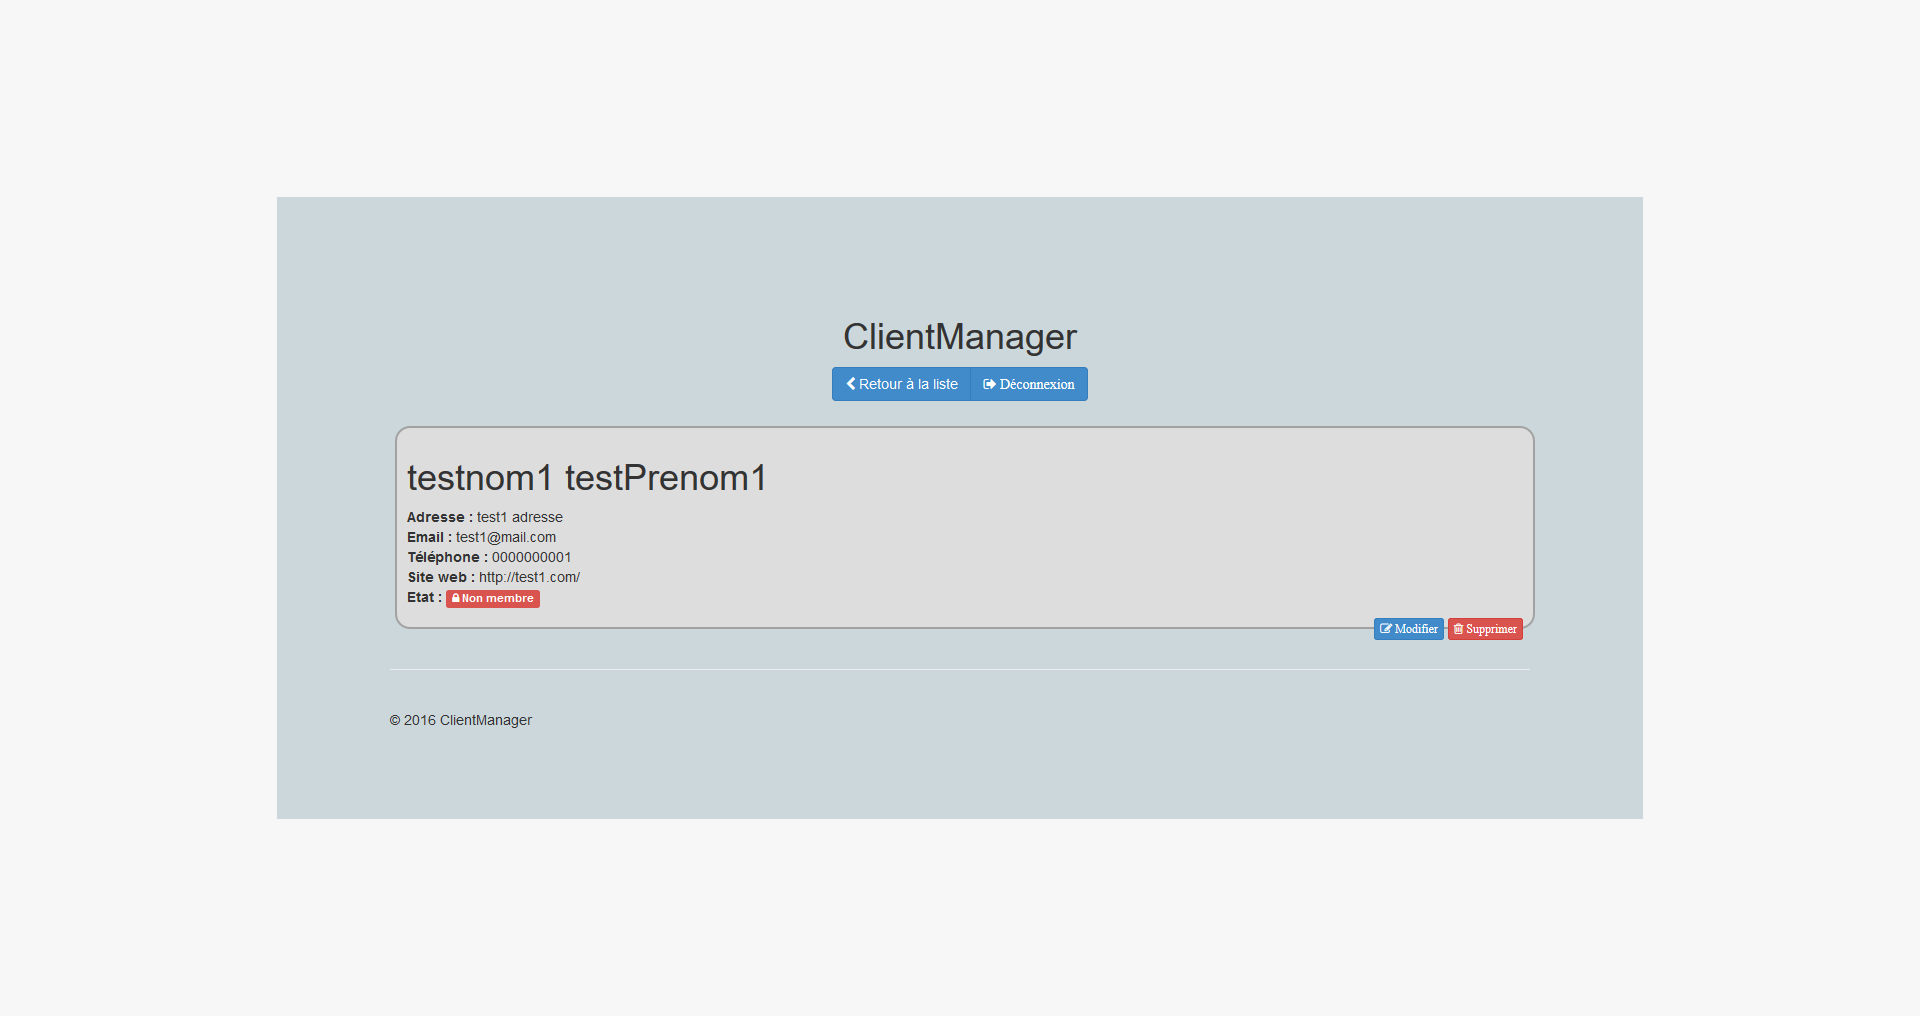 ClientManager
Retour à la liste Déconnexion
testnom1 testPrenom1
Adresse : test1 adresse
Email : test1@mail.com
Téléphone : 0000000001
Site web : http://test1.com/
Etat : Non membre
Modifier Supprimer
© 2016 ClientManager